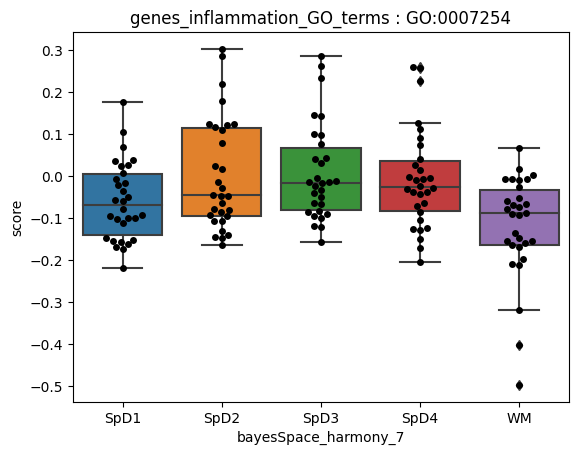 genes_inflammation_GO_terms : GO:0007254
0.3
0.2
0.1
0.0
−0.1
−0.2
−0.3
−0.4
−0.5
score
SpD1 SpD2 SpD3 SpD4 WM
bayesSpace_harmony_7